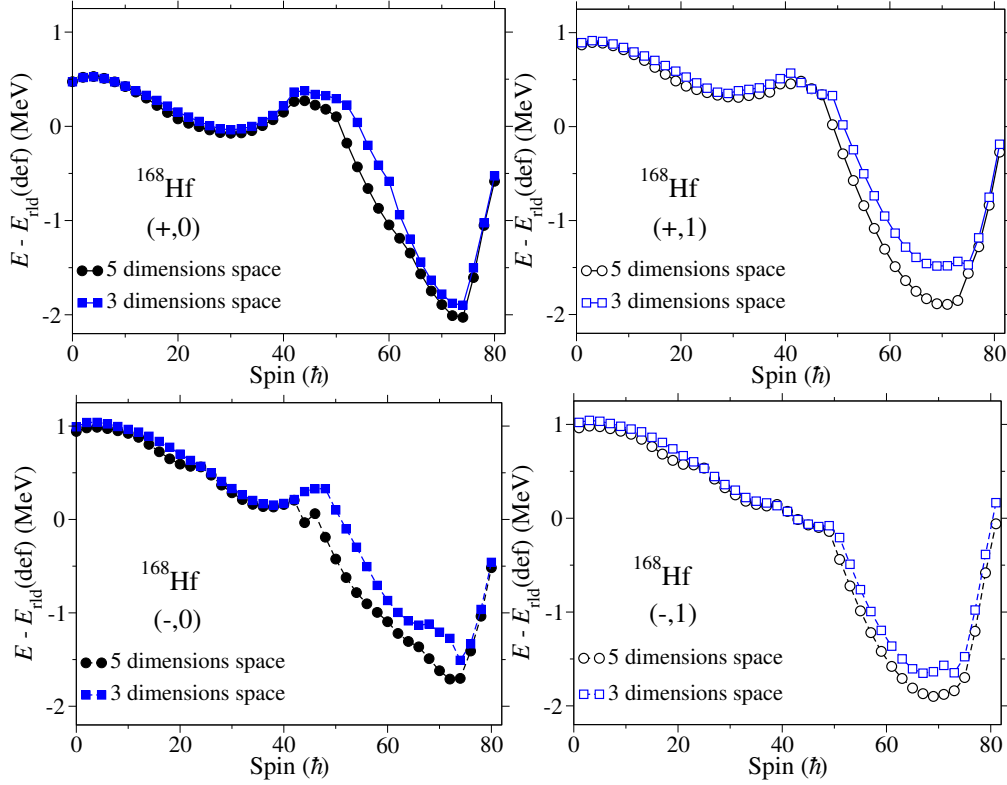 1
0
-1
-2
E - E_rld(def) (MeV)
168Hf
(+,0)
5 dimensions space
3 dimensions space
0 20 40 60 80
Spin (ħ)
1
0
-1
-2
E - E_rld(def) (MeV)
168Hf
(+,1)
5 dimensions space
3 dimensions space
0 20 40 60 80
Spin (ħ)
1
0
-1
-2
E - E_rld(def) (MeV)
168Hf
(-,0)
5 dimensions space
3 dimensions space
0 20 40 60 80
Spin (ħ)
1
0
-1
-2
E - E_rld(def) (MeV)
168Hf
(-,1)
5 dimensions space
3 dimensions space
0 20 40 60 80
Spin (ħ)